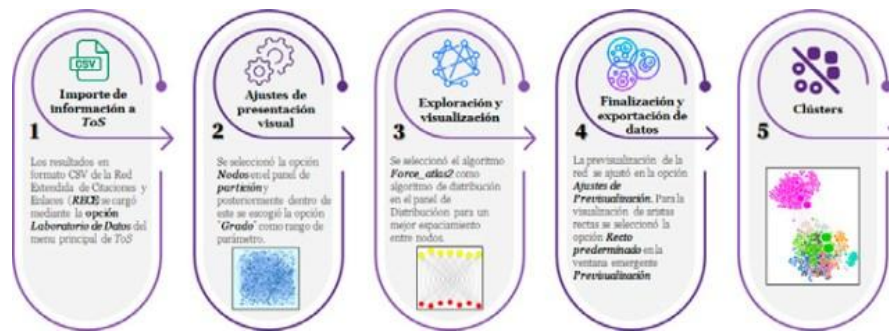 CSV
Importe de
información a
ToS
1
Los resultados en
formato CSV de la Red
Extendida de Citaciones y
Enlaces (RECE) se cargó
mediante la opción
Laboratorio de Datos del
menu principal de ToS
Ajustes de
presentación
visual
2
Se seleccionó la opción
Nodos en el panel de
partición y
posteriormente dentro de
este se escogió la opción
"Grado" como rango de
parámetro.
Exploración y
visualización
3
Se seleccionó el algoritmo
Force_atlas2 como
algoritmo de distribución
en el panel de
Distribucióon para un
mejor espaciamiento
entre nodos.
Finalización y
exportación de
datos
4
La previsualización de la
red se ajustó en la opción
Ajustes de
Previsualización. Para la
visualización de aristas
rectas se seleccionó la
opción Recto
predeterminado en la
ventana emergente
Previsualización
Clústers
5